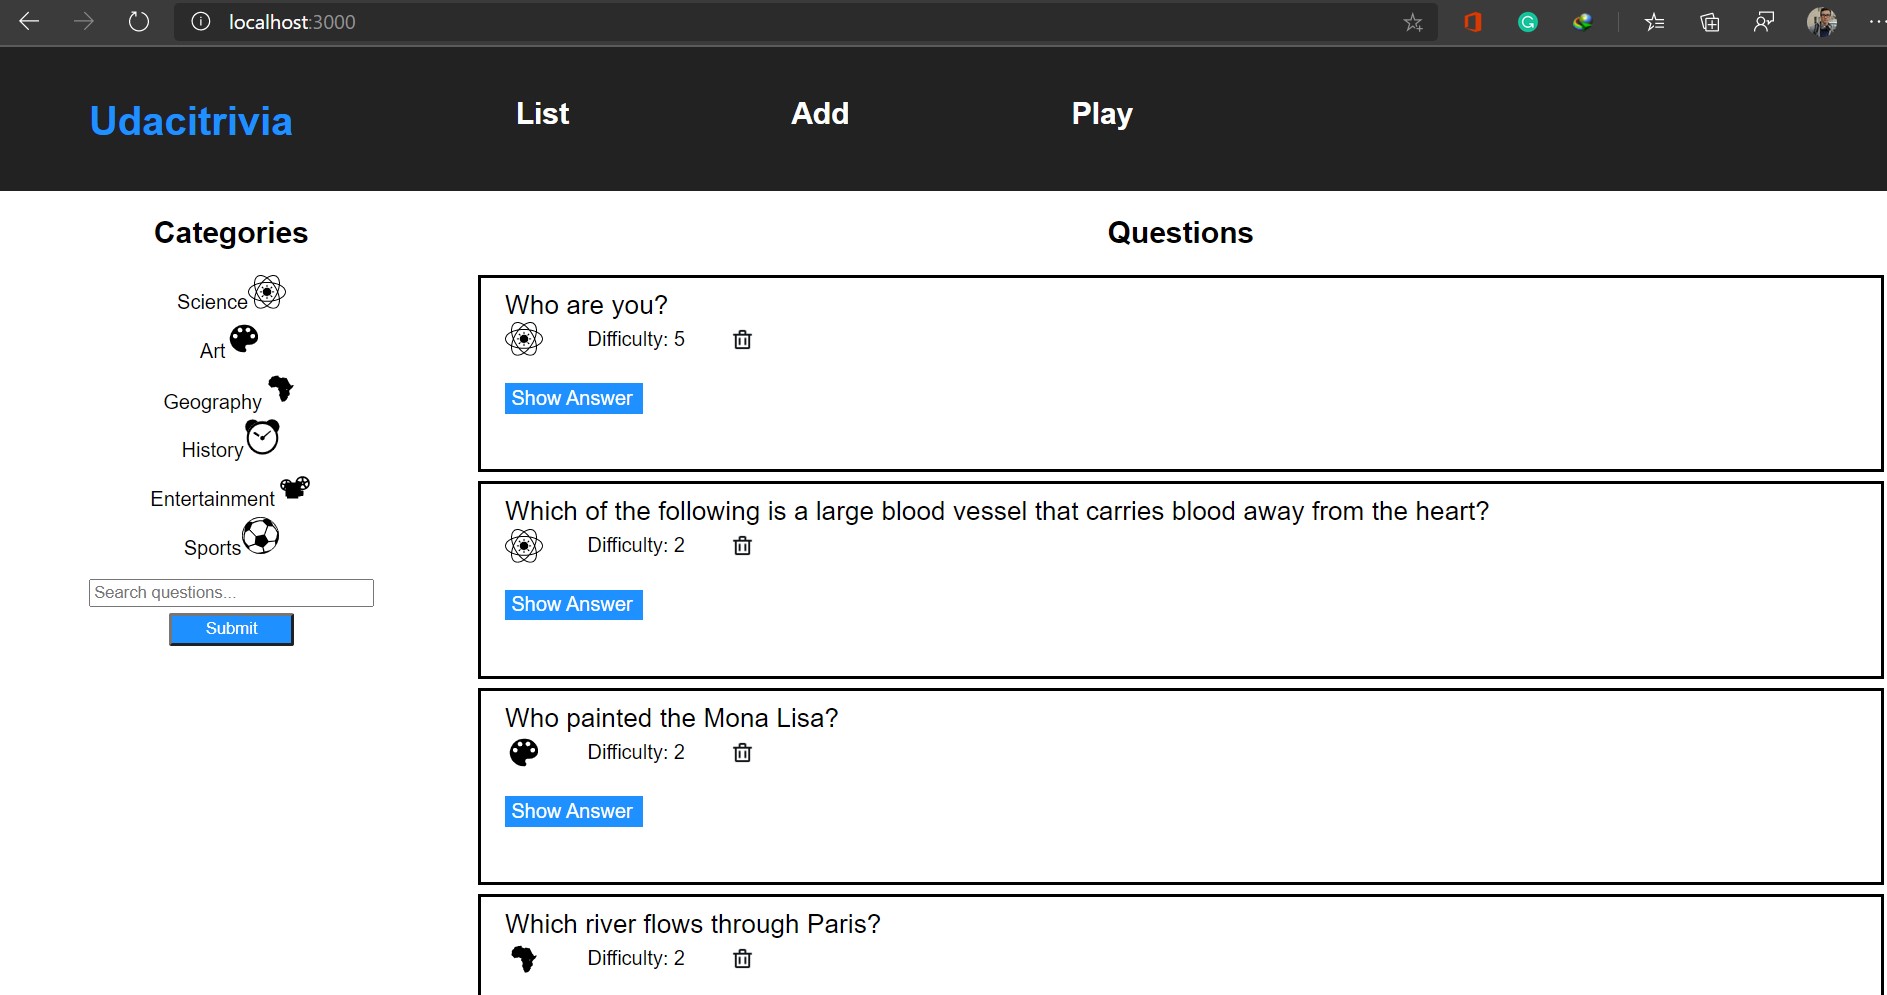 localhost:3000
Udacitrivia
List
Add
Play
Categories
Science
Art
Geography
History
Entertainment
Sports
Search questions...
Submit
Questions
Who are you?
Difficulty: 5
Show Answer
Which of the following is a large blood vessel that carries blood away from the heart?
Difficulty: 2
Show Answer
Who painted the Mona Lisa?
Difficulty: 2
Show Answer
Which river flows through Paris?
Difficulty: 2